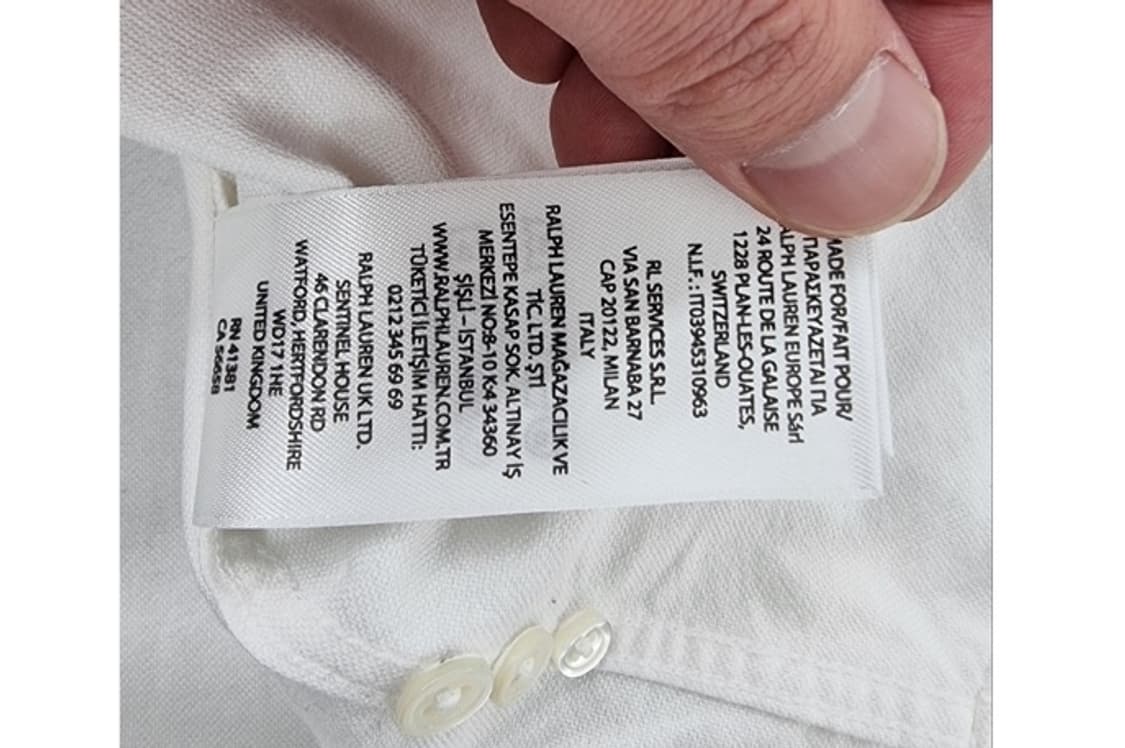 MADE FOR/FAIT POUR/
ΠΑΡΑΣΚΕΥΑΖΕΤΑΙ ΓΙΑ
RALPH LAUREN EUROPE Sárl
24 ROUTE DE LA GALAISE
1228 PLAN-LES-OUATES,
SWITZERLAND
N.I.F. : IT03945310963
RL SERVICES S.R.L.
VIA SAN BARNABA 27
CAP 20122, MILAN
ITALY
RALPH LAUREN MAĞAZACILIK VE
TİC. LTD. ŞTİ
ESENTEPE KASAP SOK. ALTINAY İŞ
MERKEZİ NO:8-10 K:4 34360
ŞİŞLİ – İSTANBUL
WWW.RALPHLAUREN.COM.TR
TÜKETİCİ İLETİŞİM HATTI:
0212 345 69 69
RALPH LAUREN UK LTD.
SENTINEL HOUSE
46 CLARENDON RD
WATFORD, HERTFORDSHIRE
WD17 1NE
UNITED KINGDOM
RN 41381
CA 56658